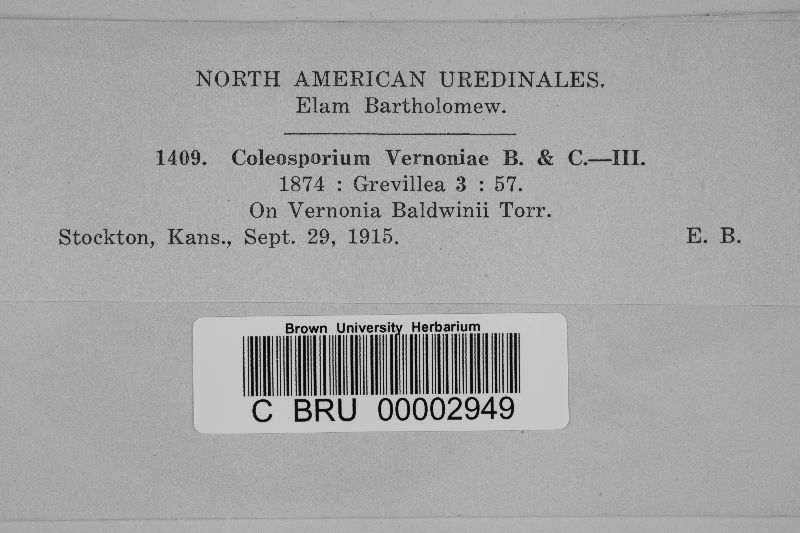 NORTH AMERICAN UREDINALES.
Elam Bartholomew.
1409. Coleosporium Vernoniae B. & C.—III.
1874 : Grevillea 3 : 57.
On Vernonia Baldwinii Torr.
Stockton, Kans., Sept. 29, 1915. E. B.
Brown University Herbarium
C BRU 00002949